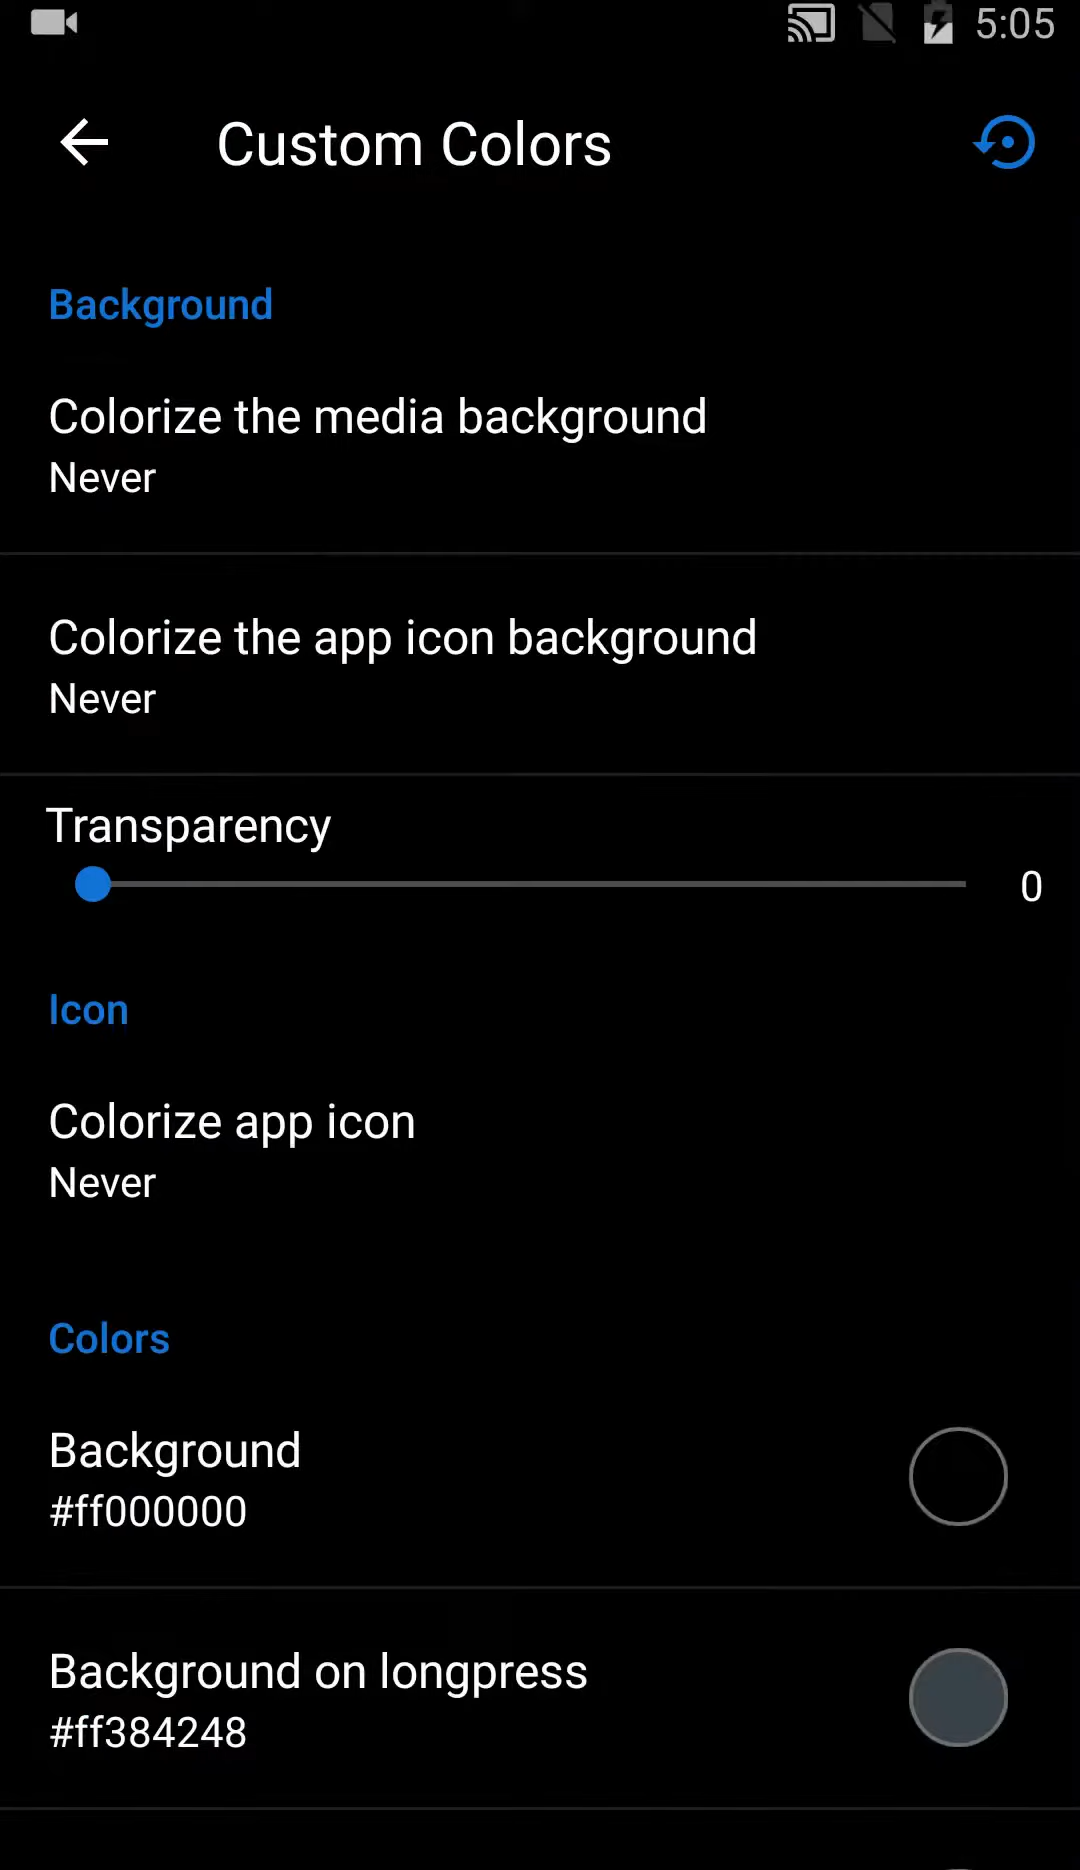 5:05
Custom Colors
Background
Colorize the media background
Never
Colorize the app icon background
Never
Transparency
0
Icon
Colorize app icon
Never
Colors
Background
#ff000000
Background on longpress
#ff384248